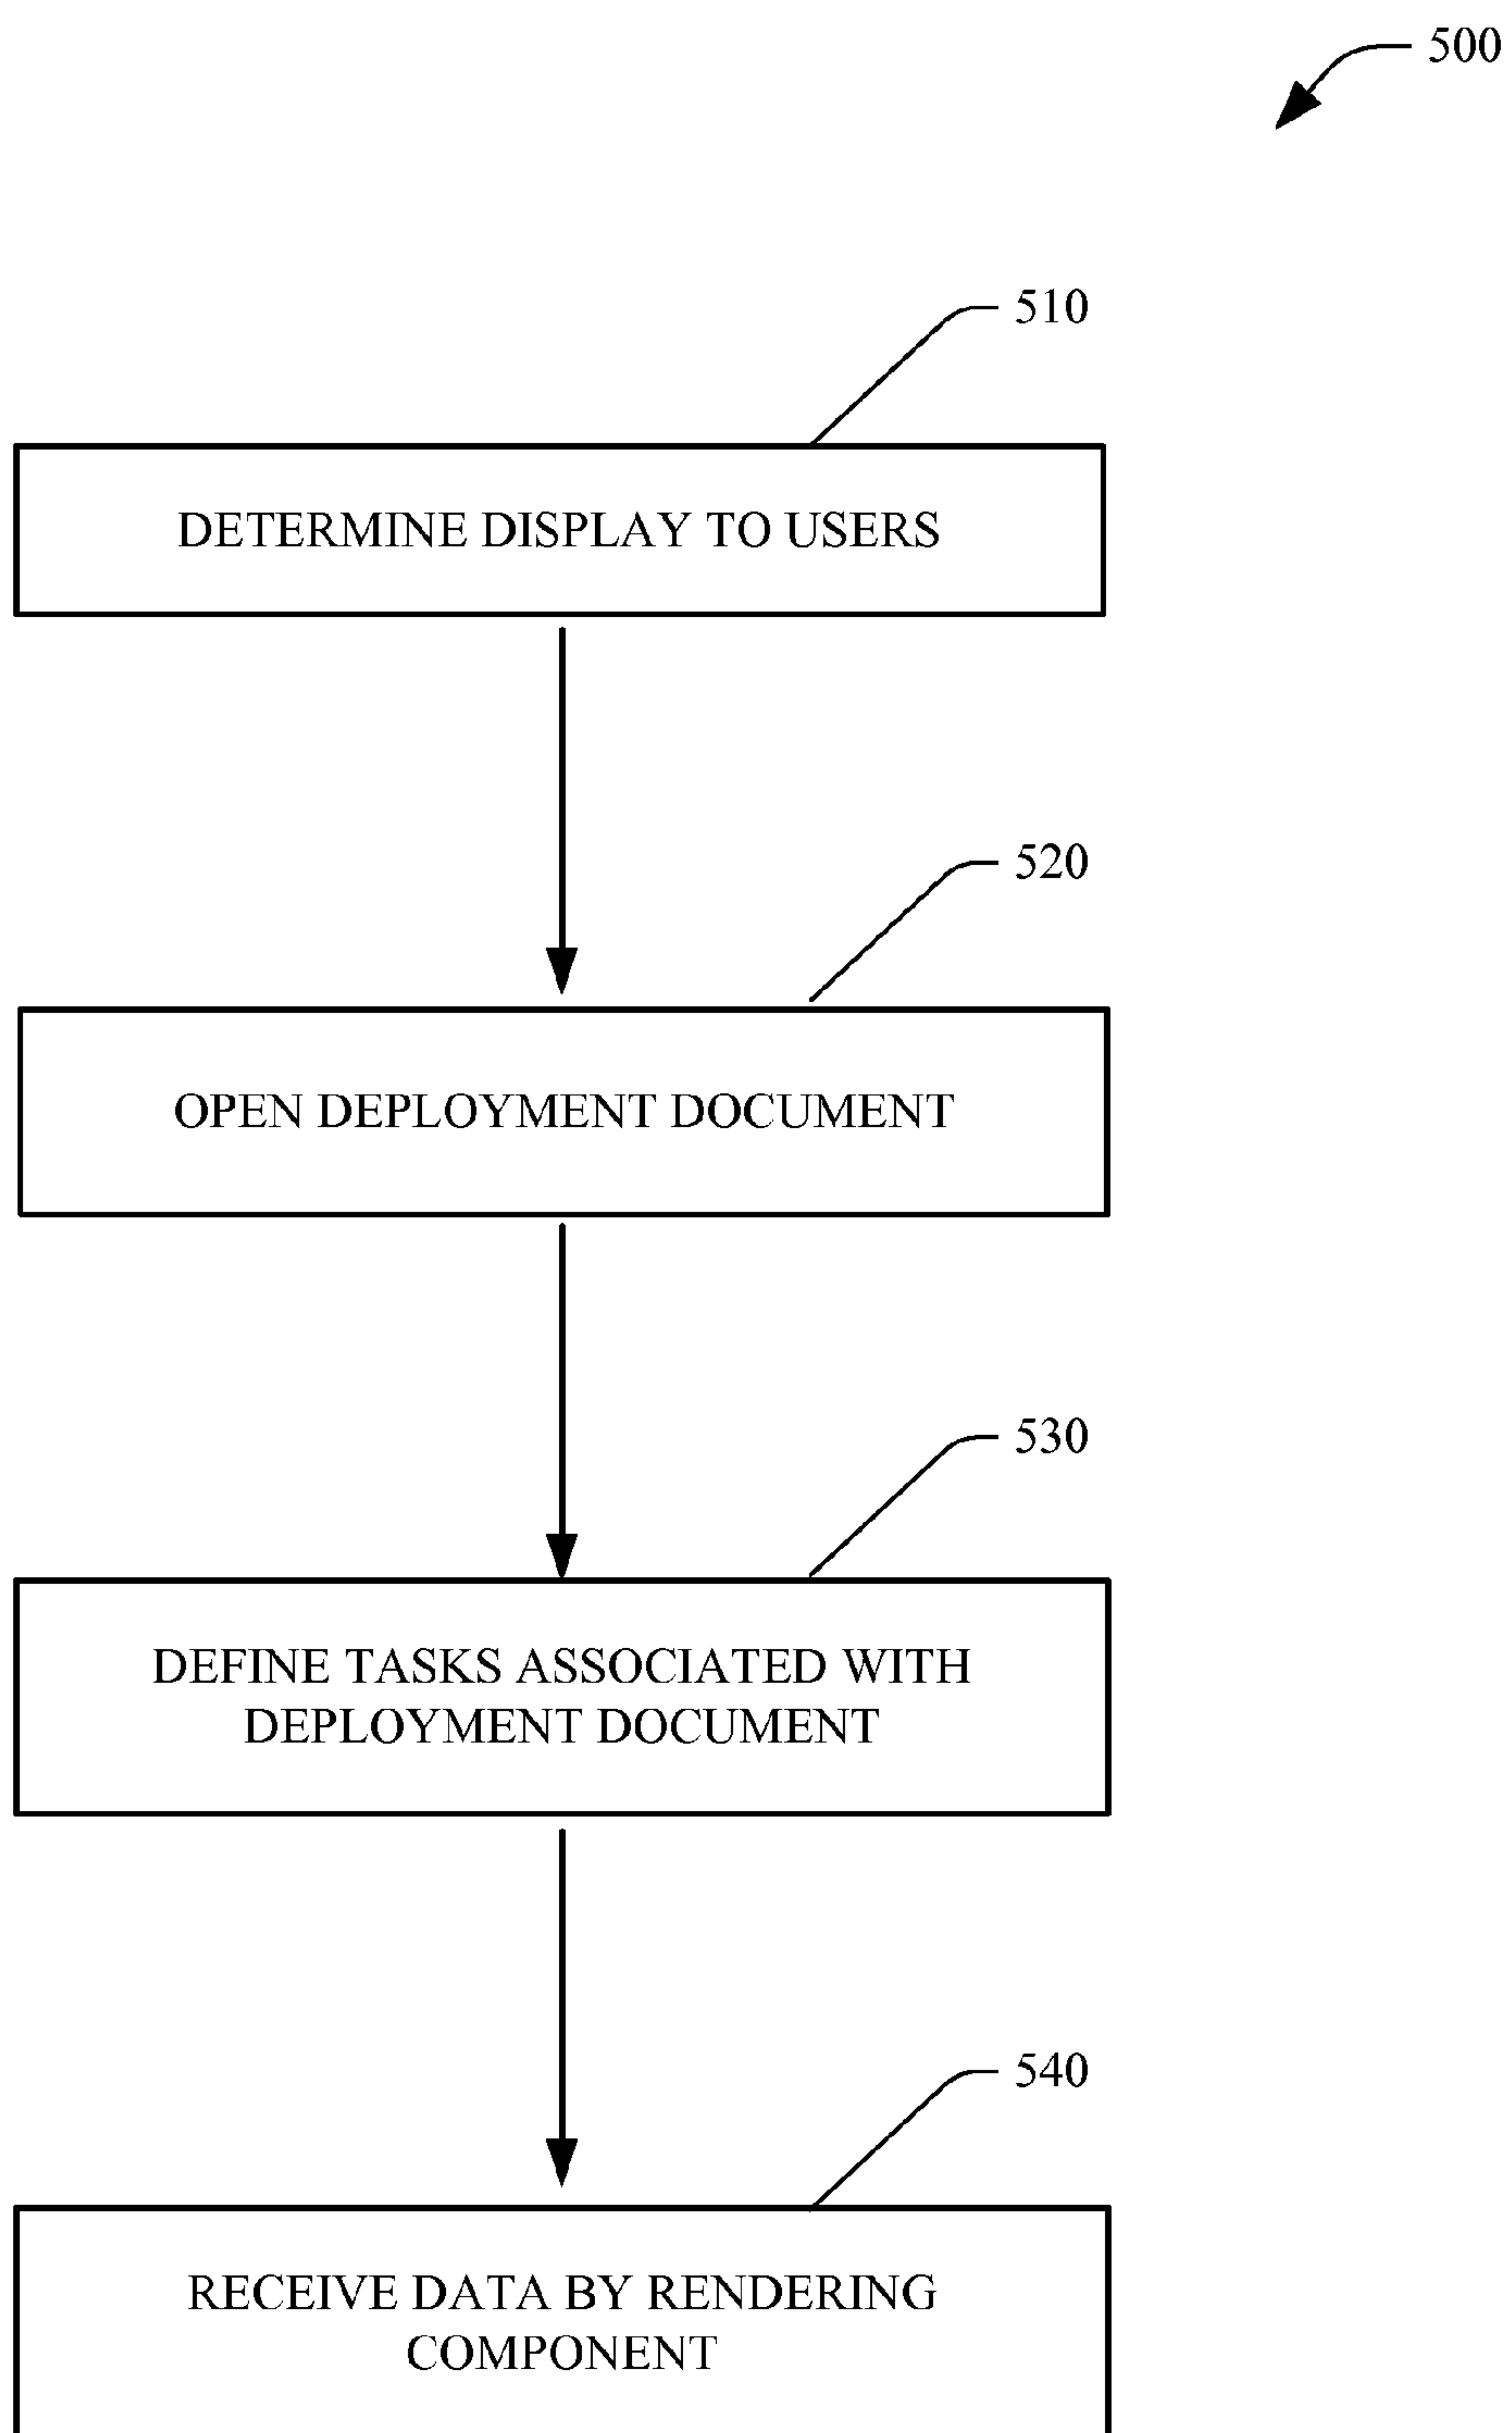 500
510
DETERMINE DISPLAY TO USERS
520
OPEN DEPLOYMENT DOCUMENT
530
DEFINE TASKS ASSOCIATED WITH
DEPLOYMENT DOCUMENT
540
RECEIVE DATA BY RENDERING
COMPONENT